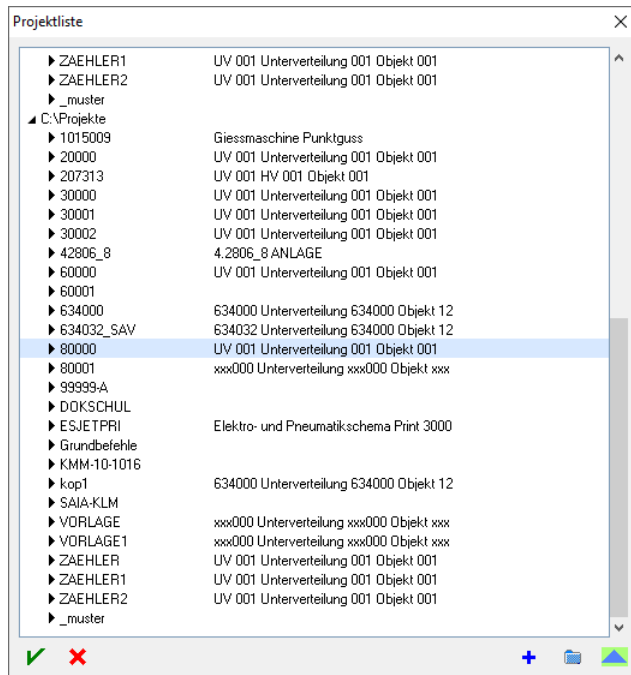 Projektliste
ZAEHLER1 UV 001 Unterverteilung 001 Objekt 001
ZAEHLER2 UV 001 Unterverteilung 001 Objekt 001
_muster
C:\Projekte
1015009 Giessmaschine Punktguss
20000 UV 001 Unterverteilung 001 Objekt 001
207313 UV 001 HV 001 Objekt 001
30000 UV 001 Unterverteilung 001 Objekt 001
30001 UV 001 Unterverteilung 001 Objekt 001
30002 UV 001 Unterverteilung 001 Objekt 001
42806_8 4.2806_8 ANLAGE
60000 UV 001 Unterverteilung 001 Objekt 001
60001
634000 634000 Unterverteilung 634000 Objekt 12
634032_SAV 634032 Unterverteilung 634000 Objekt 12
80000 UV 001 Unterverteilung 001 Objekt 001
80001 xxx000 Unterverteilung xxx000 Objekt xxx
99999-A
DOKSCHUL
ESJETPRI Elektro- und Pneumatikschema Print 3000
Grundbefehle
KMM-10-1016
kop1 634000 Unterverteilung 634000 Objekt 12
SAIA-KLM
VORLAGE xxx000 Unterverteilung xxx000 Objekt xxx
VORLAGE1 xxx000 Unterverteilung xxx000 Objekt xxx
ZAEHLER UV 001 Unterverteilung 001 Objekt 001
ZAEHLER1 UV 001 Unterverteilung 001 Objekt 001
ZAEHLER2 UV 001 Unterverteilung 001 Objekt 001
_muster